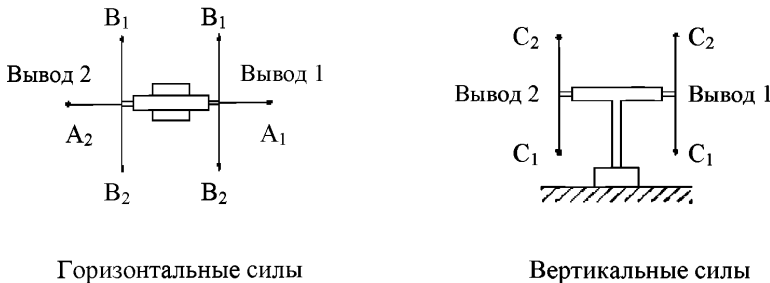 B₁ B₁
Вывод 2 Вывод 1
A₂ A₁
B₂ B₂
Горизонтальные силы
C₂ C₂
Вывод 2 Вывод 1
C₁ C₁
Вертикальные силы